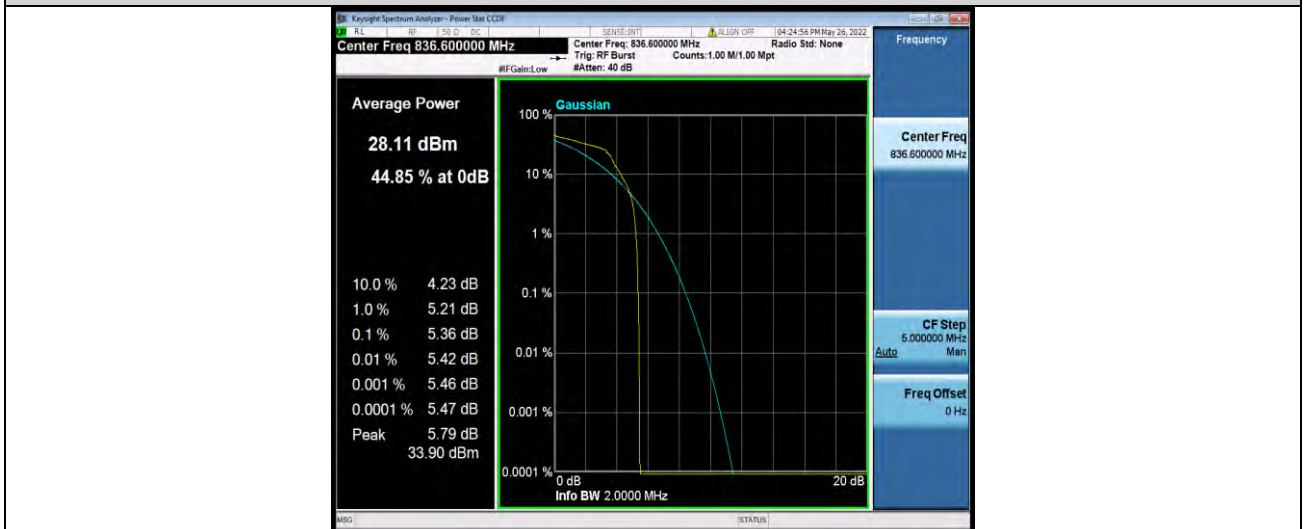 Keysight Spectrum Analyzer - Power Stat CCDF
RL RF 50 Ω DC SENSE:INT ALIGN OFF 04:24:56 PM May 26, 2022
Center Freq 836.600000 MHz
Center Freq: 836.600000 MHz Radio Std: None
Trig: RF Burst Counts:1.00 M/1.00 Mpt
#IFGain:Low #Atten: 40 dB
Frequency
Average Power
28.11 dBm
44.85 % at 0dB
10.0 % 4.23 dB
1.0 % 5.21 dB
0.1 % 5.36 dB
0.01 % 5.42 dB
0.001 % 5.46 dB
0.0001 % 5.47 dB
Peak 5.79 dB
33.90 dBm
Gaussian
100 %
10 %
1 %
0.1 %
0.01 %
0.001 %
0.0001 %
0 dB 20 dB
Info BW 2.0000 MHz
Center Freq
836.600000 MHz
CF Step
5.000000 MHz
Auto Man
Freq Offset
0 Hz
MSG STATUS